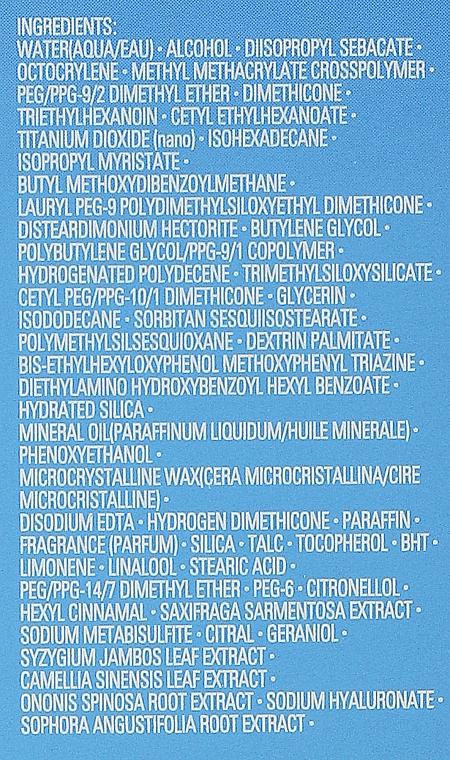 INGREDIENTS:
WATER(AQUA/EAU) • ALCOHOL • DIISOPROPYL SEBACATE •
OCTOCRYLENE • METHYL METHACRYLATE CROSSPOLYMER •
PEG/PPG-9/2 DIMETHYL ETHER • DIMETHICONE •
TRIETHYLHEXANOIN • CETYL ETHYLHEXANOATE •
TITANIUM DIOXIDE (nano) • ISOHEXADECANE •
ISOPROPYL MYRISTATE •
BUTYL METHOXYDIBENZOYLMETHANE •
LAURYL PEG-9 POLYDIMETHYLSILOXYETHYL DIMETHICONE •
DISTEARDIMONIUM HECTORITE • BUTYLENE GLYCOL •
POLYBUTYLENE GLYCOL/PPG-9/1 COPOLYMER •
HYDROGENATED POLYDECENE • TRIMETHYLSILOXYSILICATE •
CETYL PEG/PPG-10/1 DIMETHICONE • GLYCERIN •
ISODODECANE • SORBITAN SESQUIISOSTEARATE •
POLYMETHYLSILSESQUIOXANE • DEXTRIN PALMITATE •
BIS-ETHYLHEXYLOXYPHENOL METHOXYPHENYL TRIAZINE •
DIETHYLAMINO HYDROXYBENZOYL HEXYL BENZOATE •
HYDRATED SILICA •
MINERAL OIL(PARAFFINUM LIQUIDUM/HUILE MINERALE) •
PHENOXYETHANOL •
MICROCRYSTALLINE WAX(CERA MICROCRISTALLINA/CIRE
MICROCRISTALLINE) •
DISODIUM EDTA • HYDROGEN DIMETHICONE • PARAFFIN •
FRAGRANCE (PARFUM) • SILICA • TALC • TOCOPHEROL • BHT •
LIMONENE • LINALOOL • STEARIC ACID •
PEG/PPG-14/7 DIMETHYL ETHER • PEG-6 • CITRONELLOL •
HEXYL CINNAMAL • SAXIFRAGA SARMENTOSA EXTRACT •
SODIUM METABISULFITE • CITRAL • GERANIOL •
SYZYGIUM JAMBOS LEAF EXTRACT •
CAMELLIA SINENSIS LEAF EXTRACT •
ONONIS SPINOSA ROOT EXTRACT • SODIUM HYALURONATE •
SOPHORA ANGUSTIFOLIA ROOT EXTRACT •